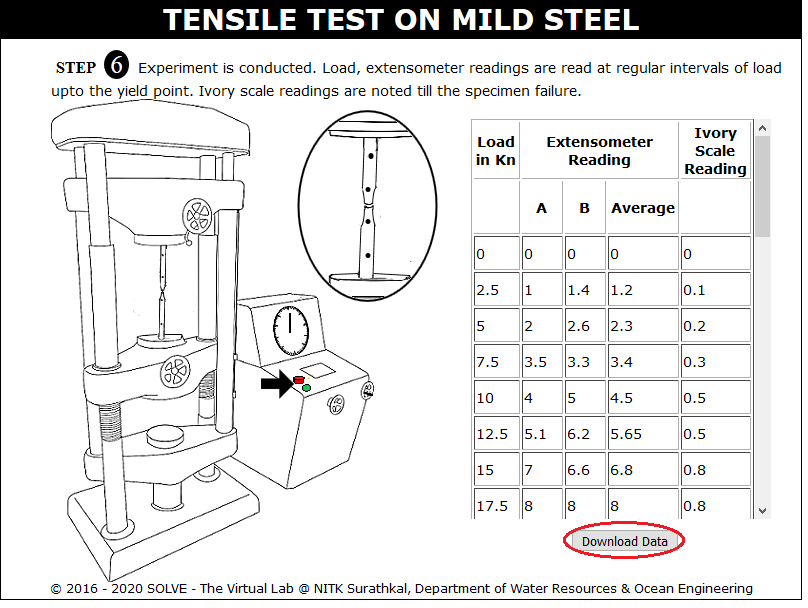 TENSILE TEST ON MILD STEEL
STEP 6 Experiment is conducted. Load, extensometer readings are read at regular intervals of load
upto the yield point. Ivory scale readings are noted till the specimen failure.
Load in Kn Extensometer Reading Ivory Scale Reading
A B Average
0 0 0 0 0
2.5 1 1.4 1.2 0.1
5 2 2.6 2.3 0.2
7.5 3.5 3.3 3.4 0.3
10 4 5 4.5 0.5
12.5 5.1 6.2 5.65 0.5
15 7 6.6 6.8 0.8
17.5 8 8 8 0.8
Download Data
© 2016 - 2020 SOLVE - The Virtual Lab @ NITK Surathkal, Department of Water Resources & Ocean Engineering